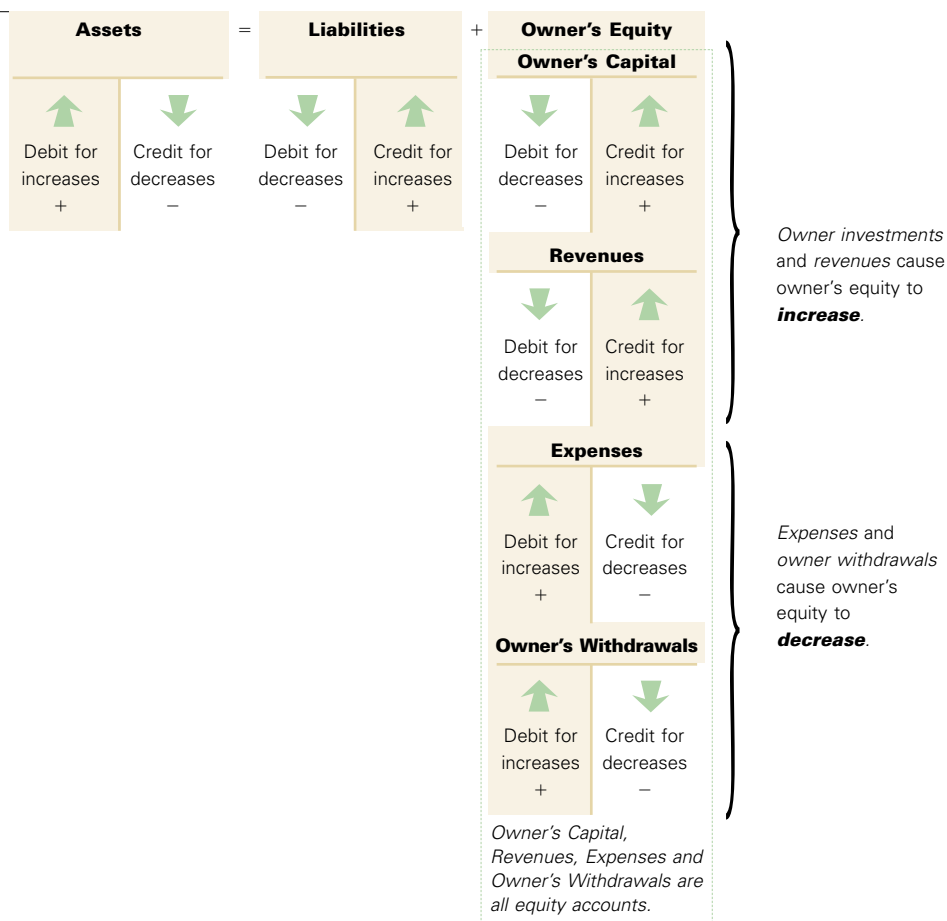 Assets = Liabilities + Owner's Equity
Owner's Capital
Debit for increases +
Credit for decreases −
Debit for decreases −
Credit for increases +
Debit for decreases −
Credit for increases +
Revenues
Debit for decreases −
Credit for increases +
Owner investments
and revenues cause
owner's equity to
increase.
Expenses
Debit for increases +
Credit for decreases −
Owner's Withdrawals
Debit for increases +
Credit for decreases −
Expenses and
owner withdrawals
cause owner's
equity to
decrease.
Owner's Capital,
Revenues, Expenses and
Owner's Withdrawals are
all equity accounts.